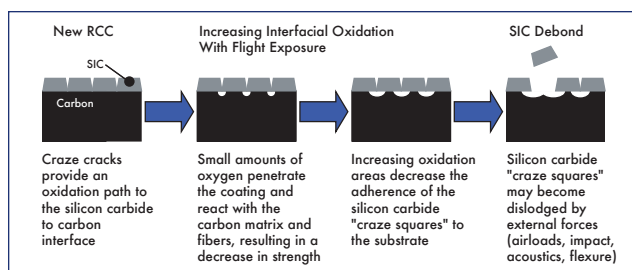 New RCC
Increasing Interfacial Oxidation
With Flight Exposure
SIC Debond
SIC
Carbon
Craze cracks
provide an
oxidation path to
the silicon carbide
to carbon
interface
Small amounts of
oxygen penetrate
the coating and
react with the
carbon matrix and
fibers, resulting in a
decrease in strength
Increasing oxidation
areas decrease the
adherence of the
silicon carbide
"craze squares" to
the substrate
Silicon carbide
"craze squares"
may become
dislodged by
external forces
(airloads, impact,
acoustics, flexure)